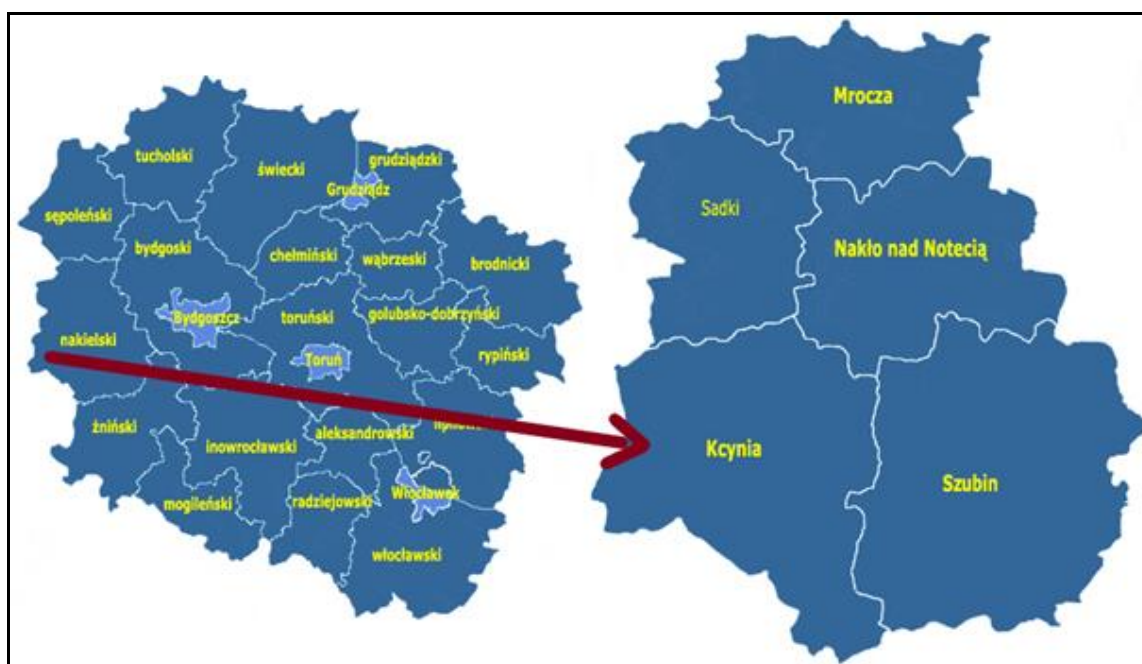 tucholski
świecki
grudziądzki
Grudziądz
sępoleński
bydgoski
chełmiński
wąbrzeski
brodnicki
Bydgoszcz
toruński
golubsko-dobrzyński
nakielski
Toruń
rypiński
żniński
inowrocławski
aleksandrowski
mogileński
radziejowski
Włocławek
włocławski
Mrocza
Sadki
Nakło nad Notecią
Kcynia
Szubin